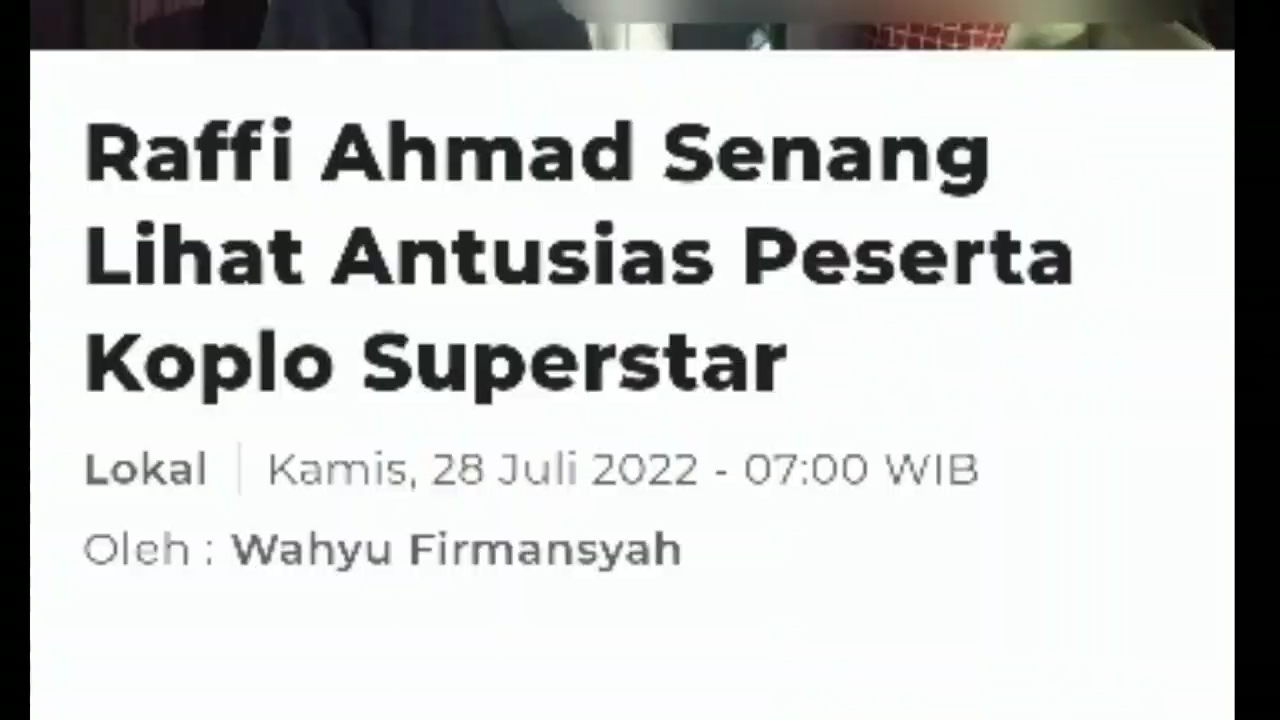 Raffi Ahmad Senang
Lihat Antusias Peserta
Koplo Superstar
Lokal | Kamis, 28 Juli 2022 - 07:00 WIB
Oleh : Wahyu Firmansyah